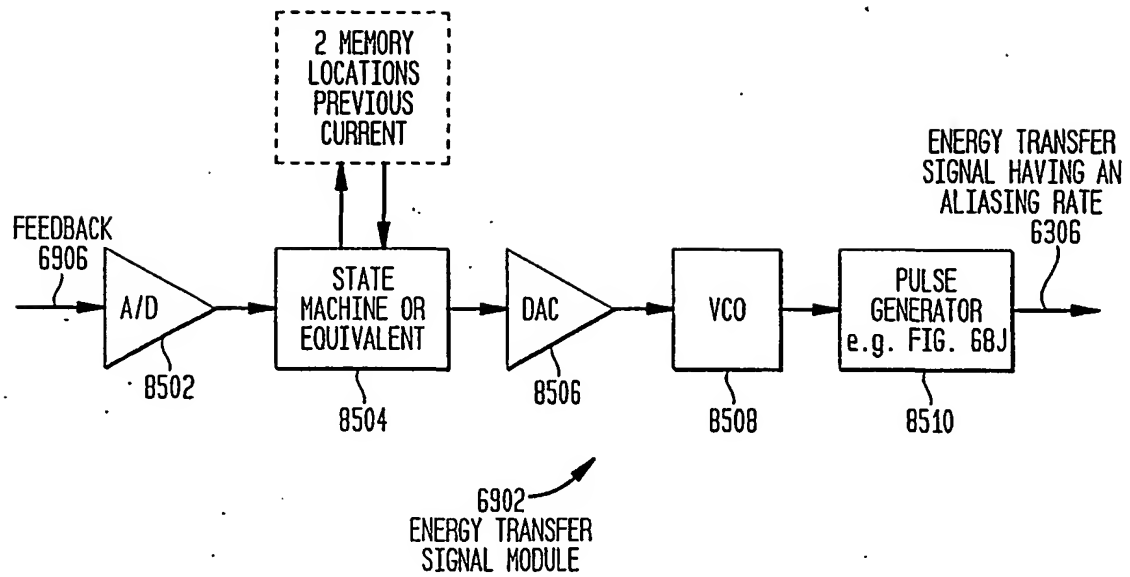 2 MEMORY
LOCATIONS
PREVIOUS
CURRENT
ENERGY TRANSFER
SIGNAL HAVING AN
ALIASING RATE
6306
FEEDBACK
6906
A/D
STATE
MACHINE OR
EQUIVALENT
DAC
VCO
PULSE
GENERATOR
e.g. FIG. 68J
8502
8504
8506
8508
8510
6902
ENERGY TRANSFER
SIGNAL MODULE